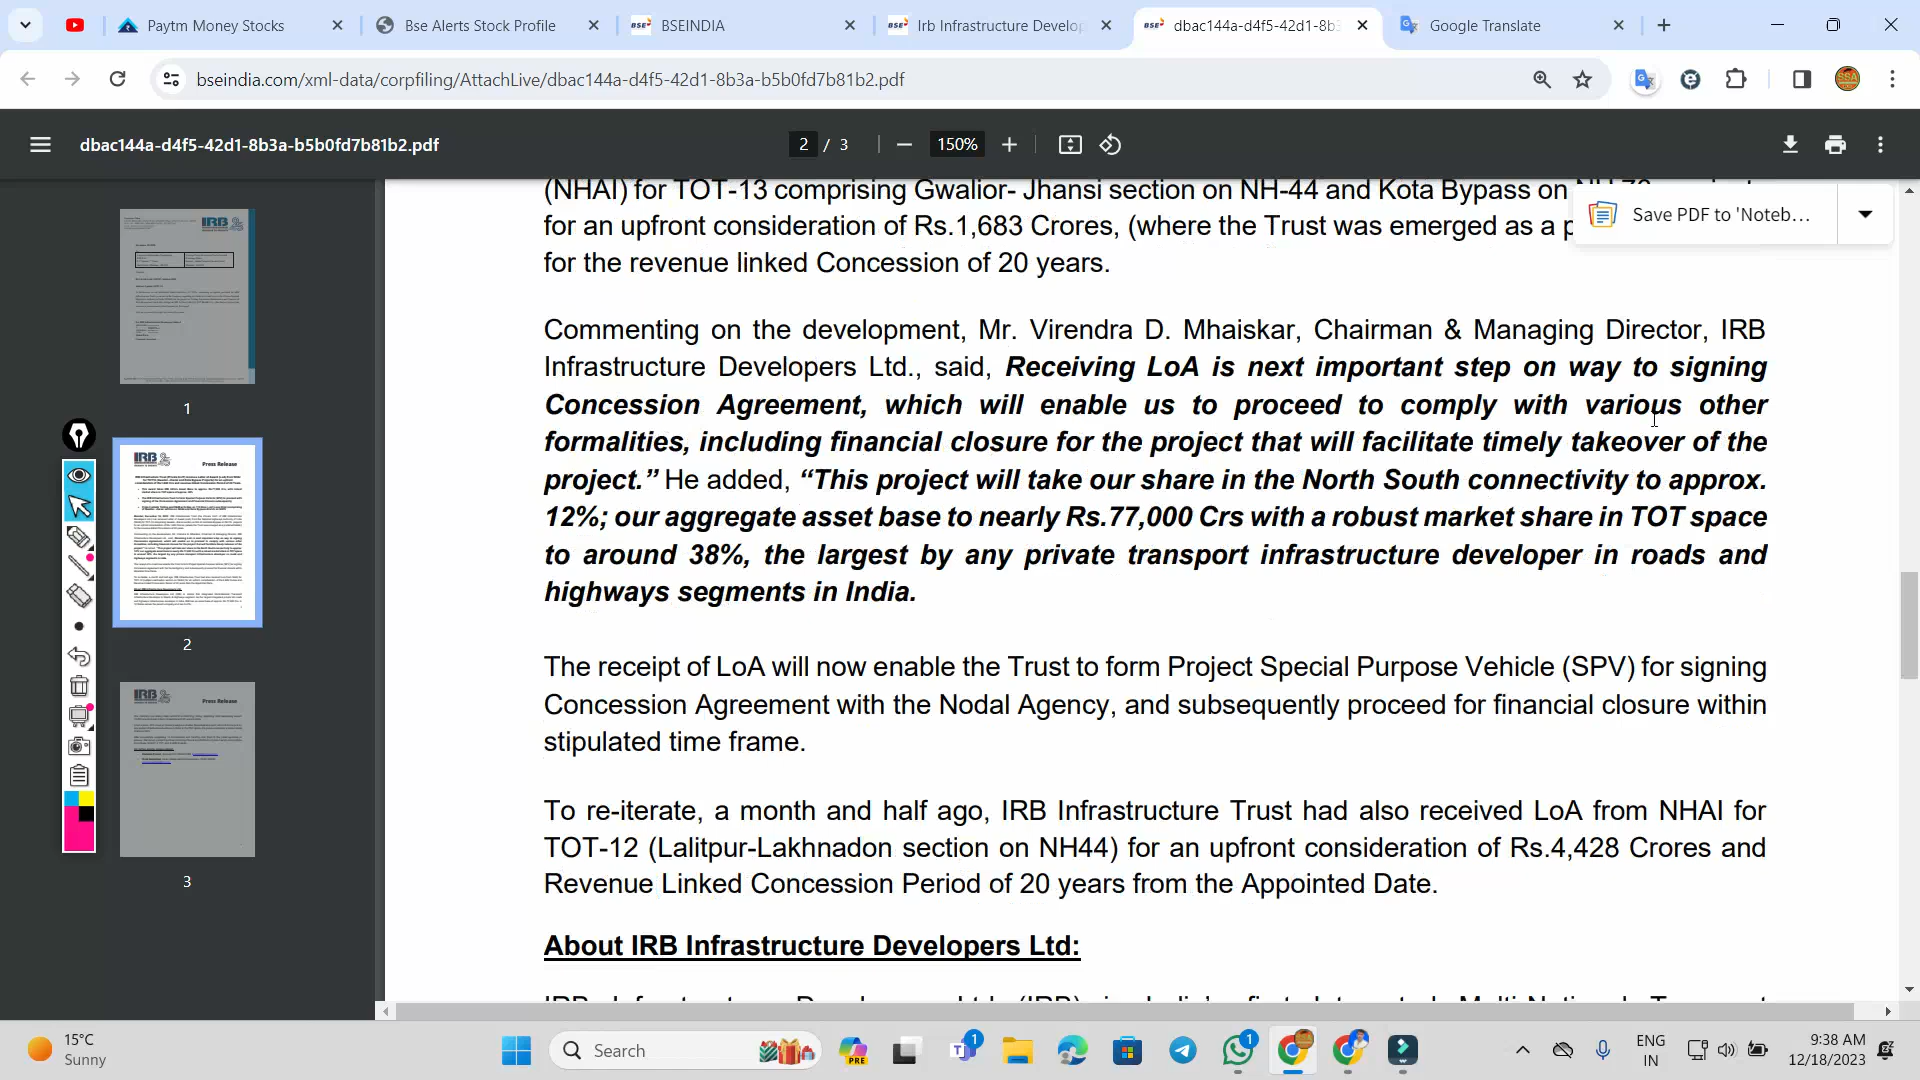 Paytm Money Stocks
Bse Alerts Stock Profile
BSE
BSEINDIA
BSE
Irb Infrastructure Develop
BSE
dbac144a-d4f5-42d1-8b3
Google Translate
bseindia.com/xml-data/corpfiling/AttachLive/dbac144a-d4f5-42d1-8b3a-b5b0fd7b81b2.pdf
dbac144a-d4f5-42d1-8b3a-b5b0fd7b81b2.pdf
2 / 3
150%
Save PDF to 'Noteb...
(NHAI) for TOT-13 comprising Gwalior- Jhansi section on NH-44 and Kota Bypass on
for an upfront consideration of Rs.1,683 Crores, (where the Trust was emerged as a p
for the revenue linked Concession of 20 years.
Commenting on the development, Mr. Virendra D. Mhaiskar, Chairman & Managing Director, IRB
Infrastructure Developers Ltd., said, Receiving LoA is next important step on way to signing
Concession Agreement, which will enable us to proceed to comply with various other
formalities, including financial closure for the project that will facilitate timely takeover of the
project.” He added, “This project will take our share in the North South connectivity to approx.
12%; our aggregate asset base to nearly Rs.77,000 Crs with a robust market share in TOT space
to around 38%, the largest by any private transport infrastructure developer in roads and
highways segments in India.
The receipt of LoA will now enable the Trust to form Project Special Purpose Vehicle (SPV) for signing
Concession Agreement with the Nodal Agency, and subsequently proceed for financial closure within
stipulated time frame.
To re-iterate, a month and half ago, IRB Infrastructure Trust had also received LoA from NHAI for
TOT-12 (Lalitpur-Lakhnadon section on NH44) for an upfront consideration of Rs.4,428 Crores and
Revenue Linked Concession Period of 20 years from the Appointed Date.
About IRB Infrastructure Developers Ltd:
IRB
1
IRB
Press Release
2
IRB
Press Release
3
15°C
Sunny
Search
PRE
1
1
ENG
IN
9:38 AM
12/18/2023